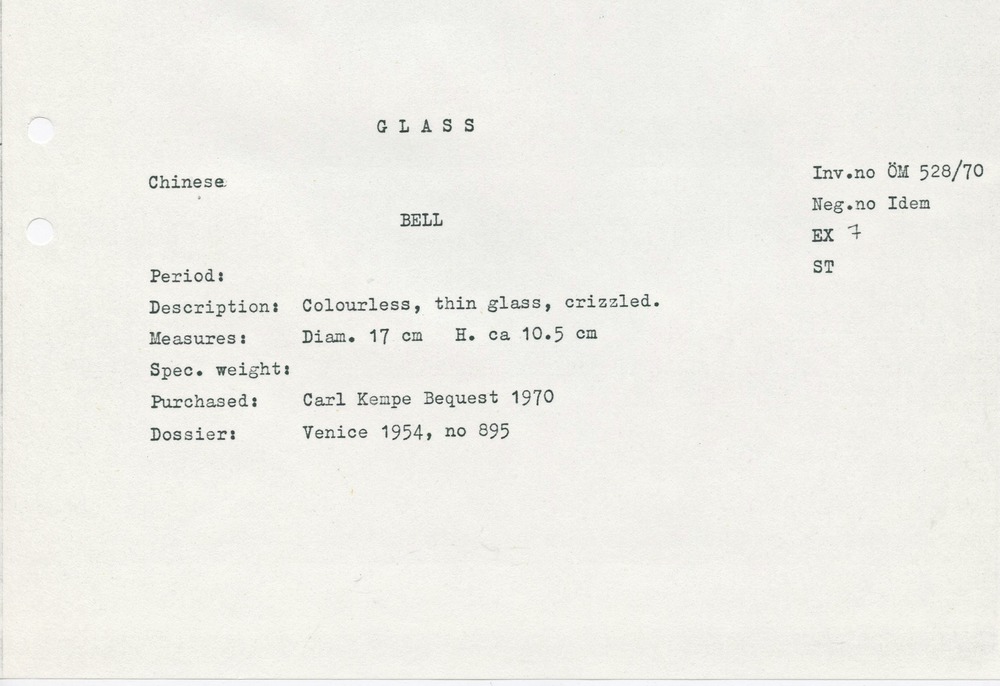 G L A S S
Inv.no ÖM 528/70
Chinese
Neg.no Idem
BELL
EX 7
ST
Period:
Description: Colourless, thin glass, crizzled.
Measures: Diam. 17 cm H. ca 10.5 cm
Spec. weight:
Purchased: Carl Kempe Bequest 1970
Dossier: Venice 1954, no 895